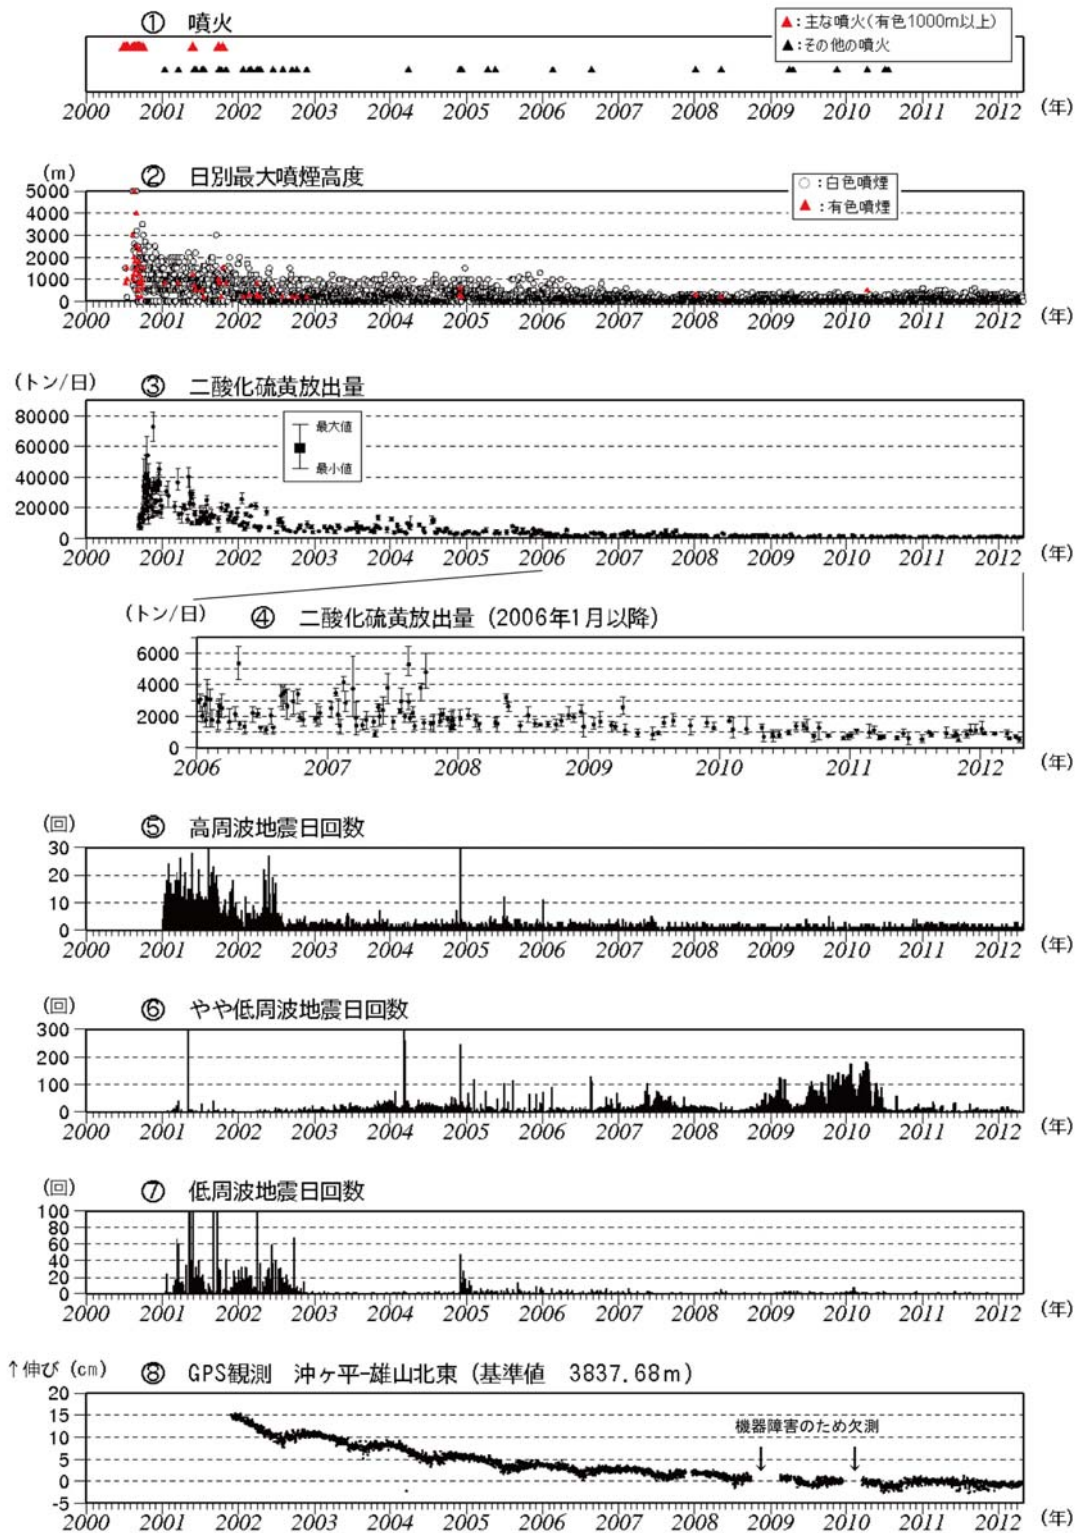 ① 噴火
▲:主な噴火(有色1000m以上)
▲:その他の噴火
2000 2001 2002 2003 2004 2005 2006 2007 2008 2009 2010 2011 2012 (年)
(m) ② 日別最大噴煙高度
○:白色噴煙
▲:有色噴煙
5000
4000
3000
2000
1000
0
2000 2001 2002 2003 2004 2005 2006 2007 2008 2009 2010 2011 2012 (年)
(トン/日) ③ 二酸化硫黄放出量
最大値
最小値
80000
60000
40000
20000
0
2000 2001 2002 2003 2004 2005 2006 2007 2008 2009 2010 2011 2012 (年)
(トン/日) ④ 二酸化硫黄放出量 (2006年1月以降)
6000
4000
2000
0
2006 2007 2008 2009 2010 2011 2012 (年)
(回) ⑤ 高周波地震日回数
30
20
10
0
2000 2001 2002 2003 2004 2005 2006 2007 2008 2009 2010 2011 2012 (年)
(回) ⑥ やや低周波地震日回数
300
200
100
0
2000 2001 2002 2003 2004 2005 2006 2007 2008 2009 2010 2011 2012 (年)
(回) ⑦ 低周波地震日回数
100
80
60
40
20
0
2000 2001 2002 2003 2004 2005 2006 2007 2008 2009 2010 2011 2012 (年)
↑伸び (cm) ⑧ GPS観測 沖ヶ平-雄山北東 (基準値 3837.68m)
20
15
10
5
0
-5
機器障害のため欠測
↓ ↓
2000 2001 2002 2003 2004 2005 2006 2007 2008 2009 2010 2011 2012 (年)